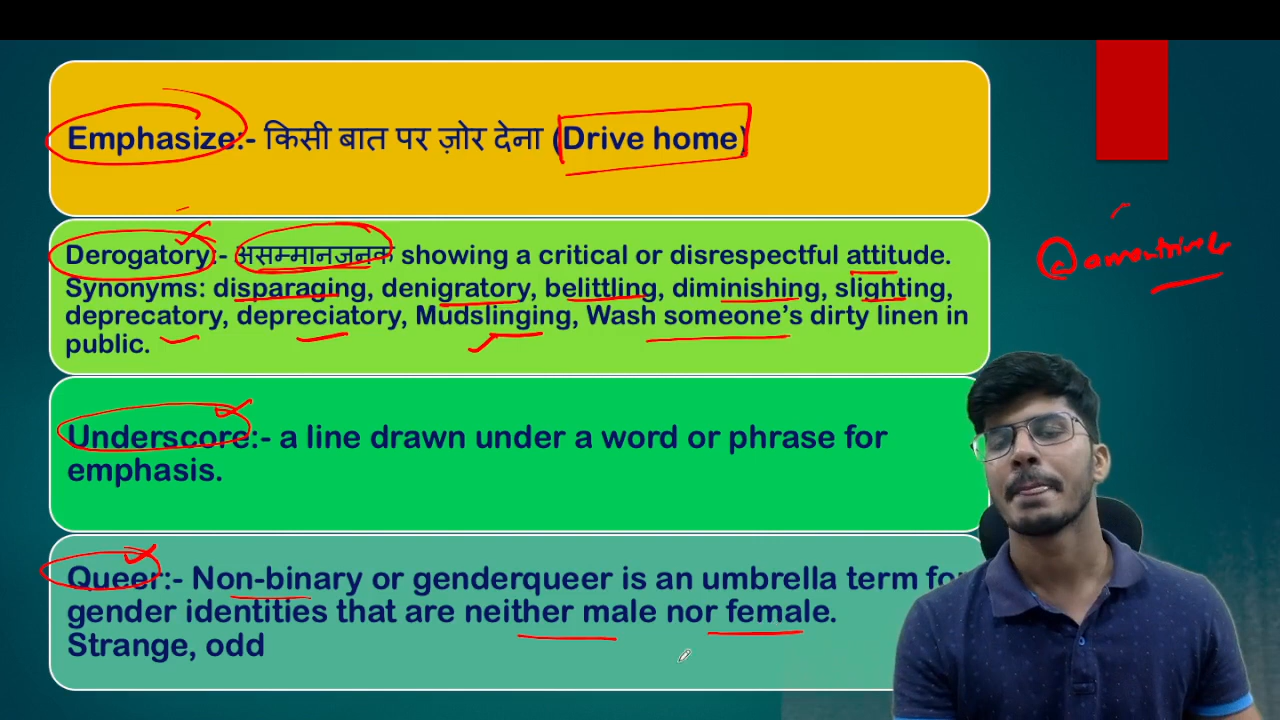 Emphasize:- किसी बात पर ज़ोर देना (Drive home)
Derogatory:- असम्मानजनक showing a critical or disrespectful attitude.
Synonyms: disparaging, denigratory, belittling, diminishing, slighting,
deprecatory, depreciatory, Mudslinging, Wash someone's dirty linen in
public.
Underscore:- a line drawn under a word or phrase for
emphasis.
Queer:- Non-binary or genderqueer is an umbrella term for
gender identities that are neither male nor female.
Strange, odd